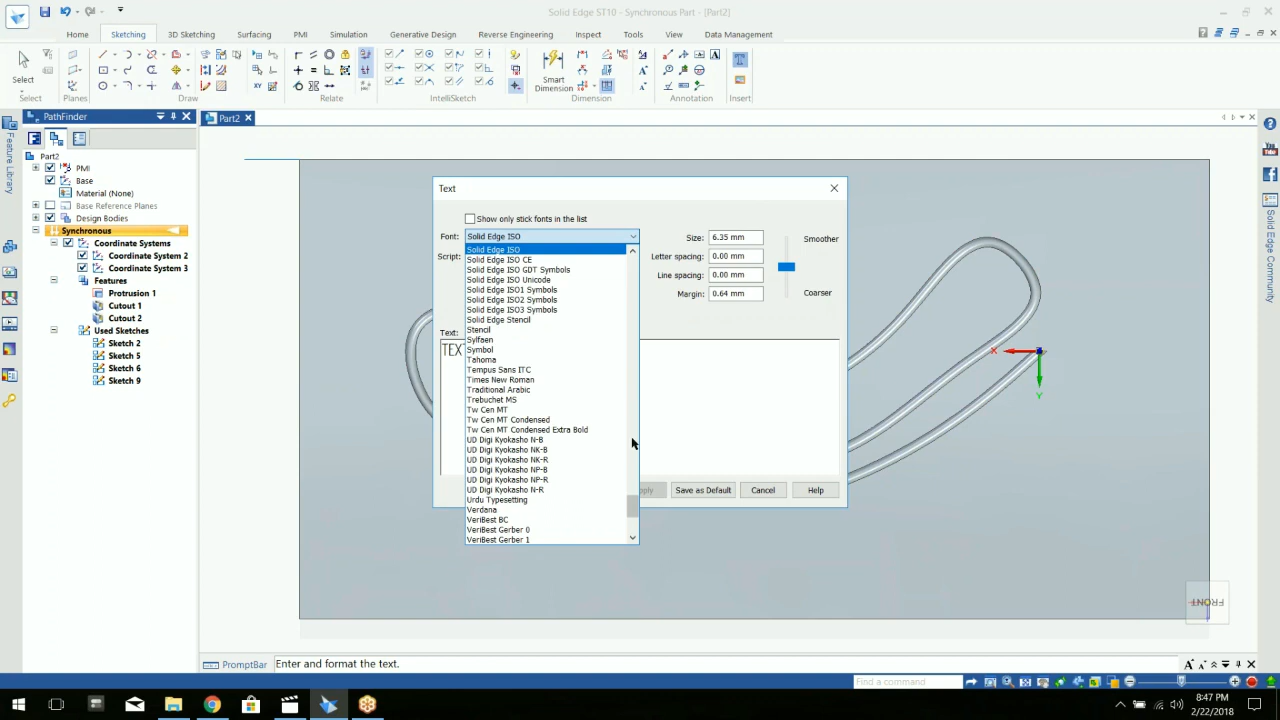 Solid Edge ST10 - Synchronous Part - [Part2]
Home
Sketching
3D Sketching
Surfacing
PMI
Simulation
Generative Design
Reverse Engineering
Inspect
Tools
View
Data Management
Select
Smart
Dimension
Select
Planes
Draw
Relate
IntelliSketch
Dimension
Annotation
Insert
PathFinder
Part2
Feature Library
Part2
PMI
Base
Material (None)
Base Reference Planes
Design Bodies
Synchronous
Coordinate Systems
Coordinate System 2
Coordinate System 3
Features
Protrusion 1
Cutout 1
Cutout 2
Used Sketches
Sketch 2
Sketch 5
Sketch 6
Sketch 9
Text
Show only stick fonts in the list
Font: Solid Edge ISO
Script:
Size: 6.35 mm
Letter spacing: 0.00 mm
Line spacing: 0.00 mm
Margin: 0.64 mm
Smoother
Coarser
Text:
TEX
Solid Edge ISO
Solid Edge ISO CE
Solid Edge ISO GDT Symbols
Solid Edge ISO Unicode
Solid Edge ISO1 Symbols
Solid Edge ISO2 Symbols
Solid Edge ISO3 Symbols
Solid Edge Stencil
Stencil
Sylfaen
Symbol
Tahoma
Tempus Sans ITC
Times New Roman
Traditional Arabic
Trebuchet MS
Tw Cen MT
Tw Cen MT Condensed
Tw Cen MT Condensed Extra Bold
UD Digi Kyokasho N-B
UD Digi Kyokasho NK-B
UD Digi Kyokasho NK-R
UD Digi Kyokasho NP-B
UD Digi Kyokasho NP-R
UD Digi Kyokasho N-R
Urdu Typesetting
Verdana
VeriBest BC
VeriBest Gerber 0
VeriBest Gerber 1
Save as Default
Cancel
Help
X
Y
FRONT
You
Solid Edge Community
PromptBar
Enter and format the text.
Find a command
8:47 PM
2/22/2018